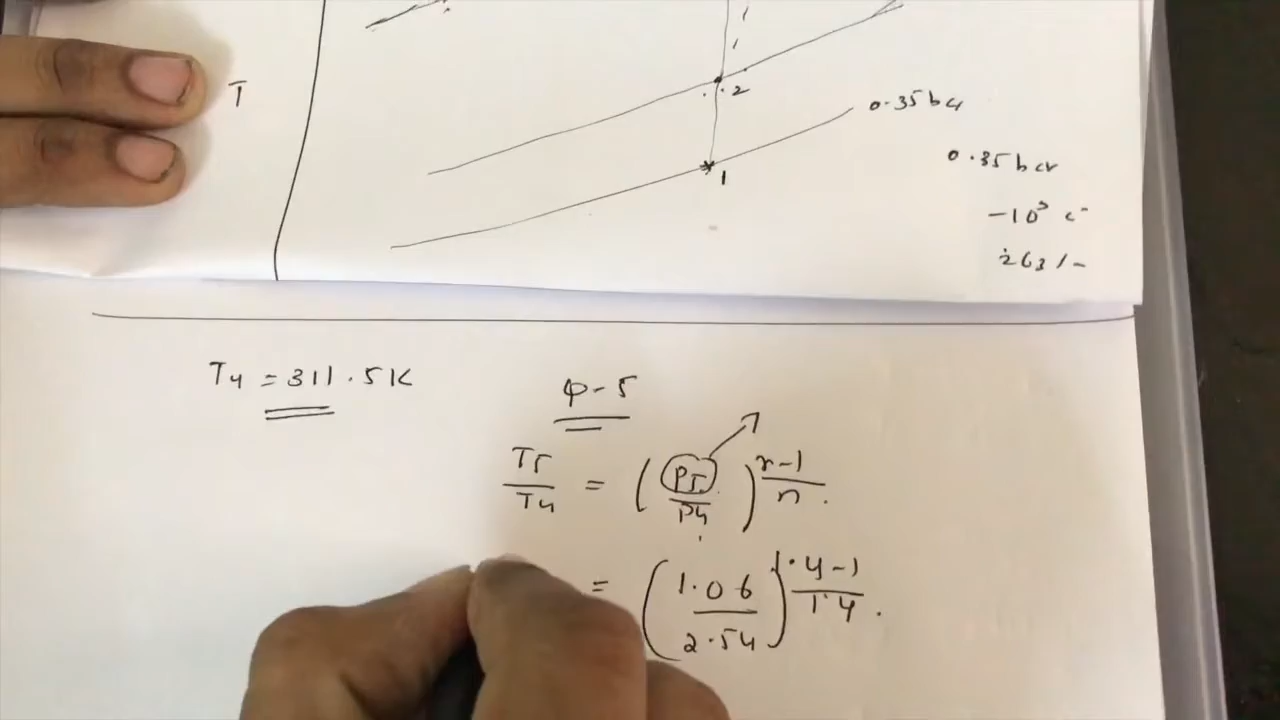 T
2
0.35 bar
1
0.35 bar
-10° c
263 k
T4 = 311.5K
4-5
T5/T4 = (P5/P4)^(n-1)/n.
= (1.06/2.54)^(1.4-1)/1.4.